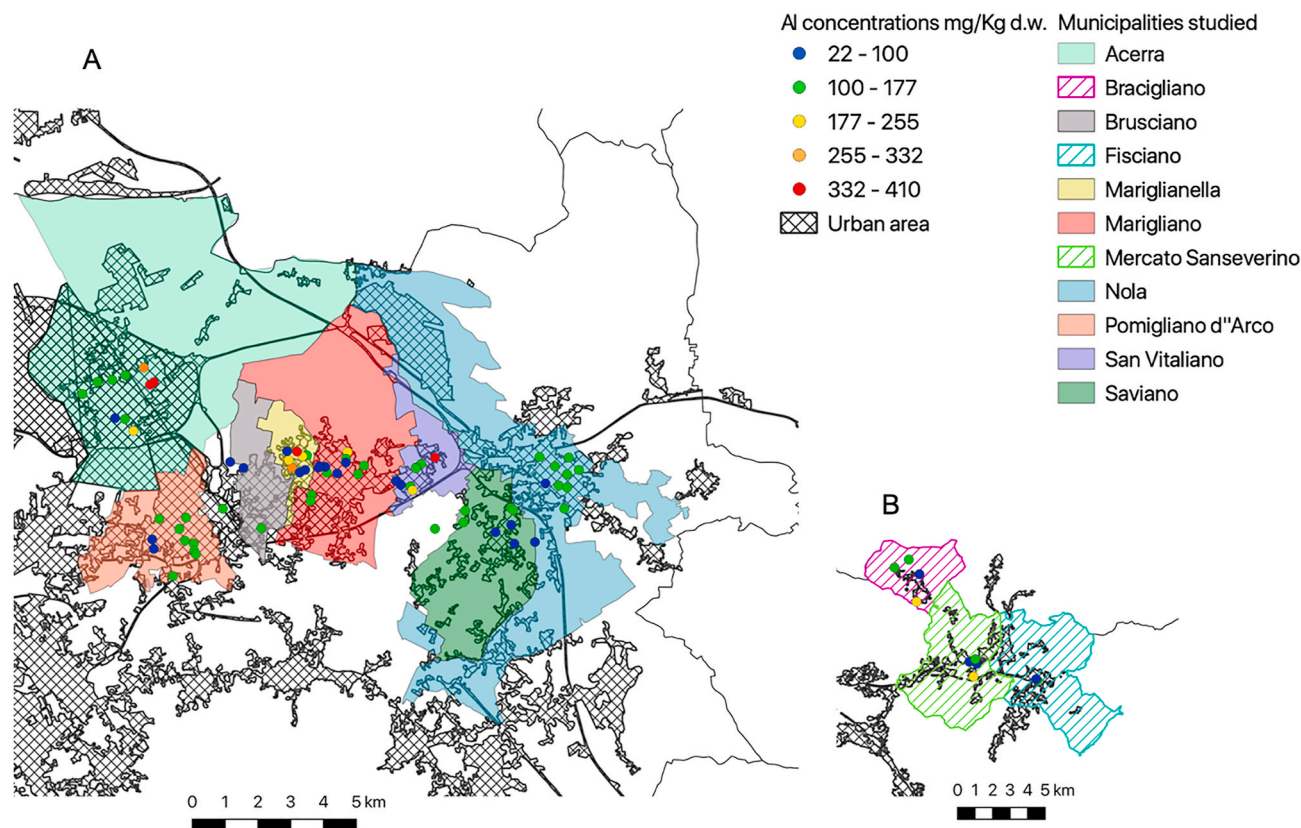 A
Al concentrations mg/Kg d.w.
22 - 100
100 - 177
177 - 255
255 - 332
332 - 410
Urban area
Municipalities studied
Acerra
Bracigliano
Brusciano
Fisciano
Mariglianella
Marigliano
Mercato Sanseverino
Nola
Pomigliano d"Arco
San Vitaliano
Saviano
B
0 1 2 3 4 5 km
0 1 2 3 4 5 km